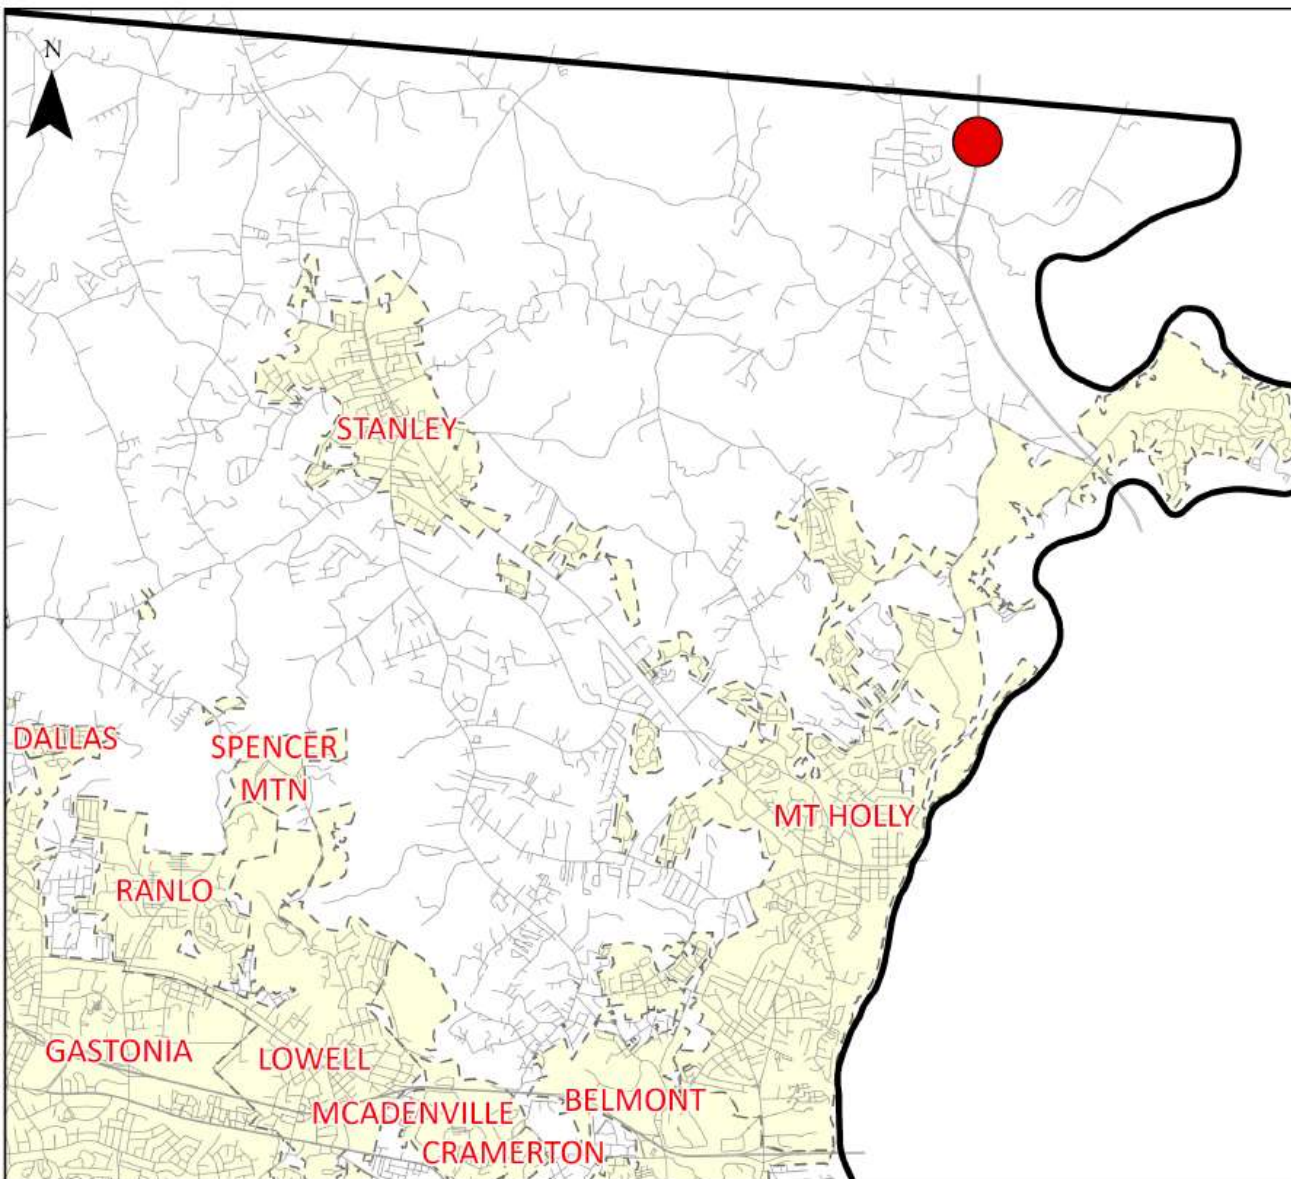 N
STANLEY
DALLAS
SPENCER
MTN
MT HOLLY
RANLO
GASTONIA
LOWELL
BELMONT
MCADENVILLE
CRAMERTON